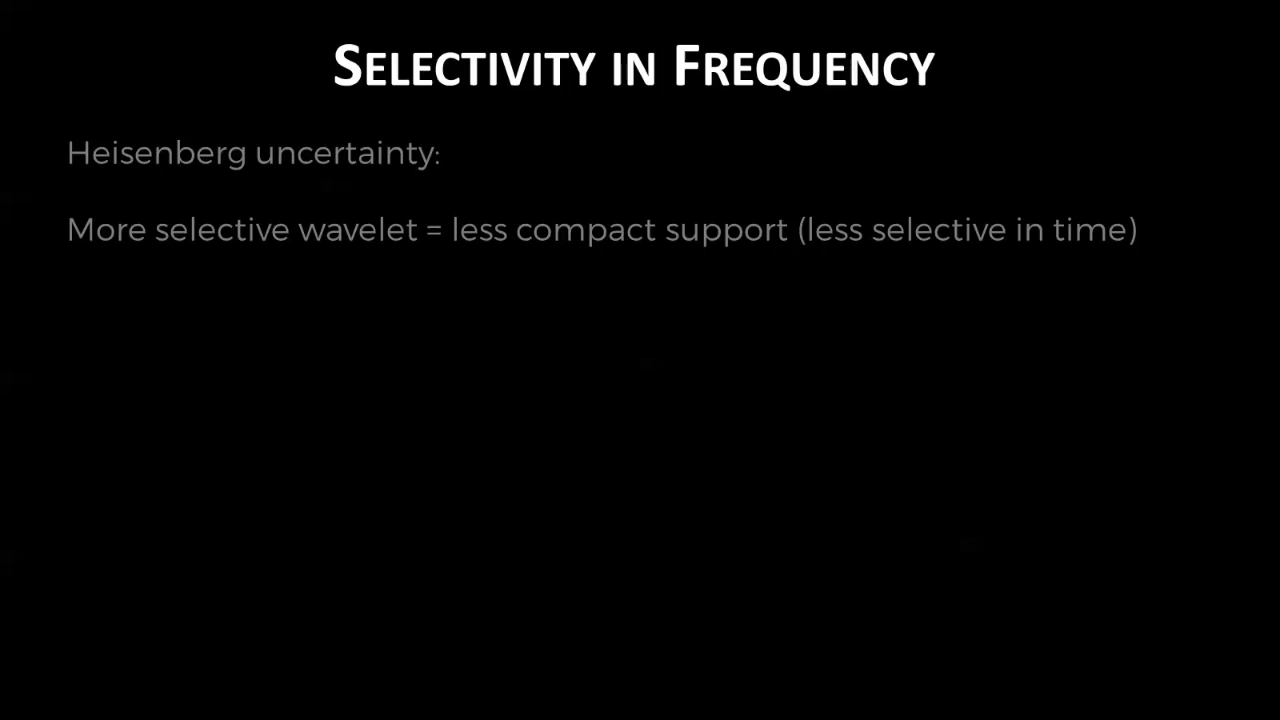 SELECTIVITY IN FREQUENCY
Heisenberg uncertainty:
More selective wavelet = less compact support (less selective in time)